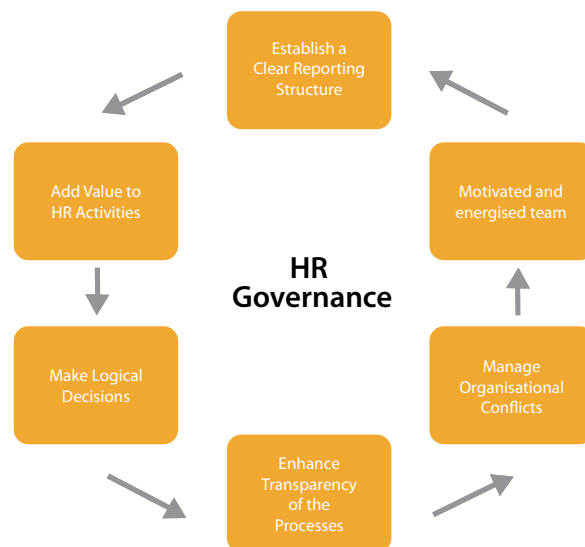 Establish a
Clear Reporting
Structure
Add Value to
HR Activities
Motivated and
energised team
HR
Governance
Make Logical
Decisions
Manage
Organisational
Conflicts
Enhance
Transparency
of the
Processes